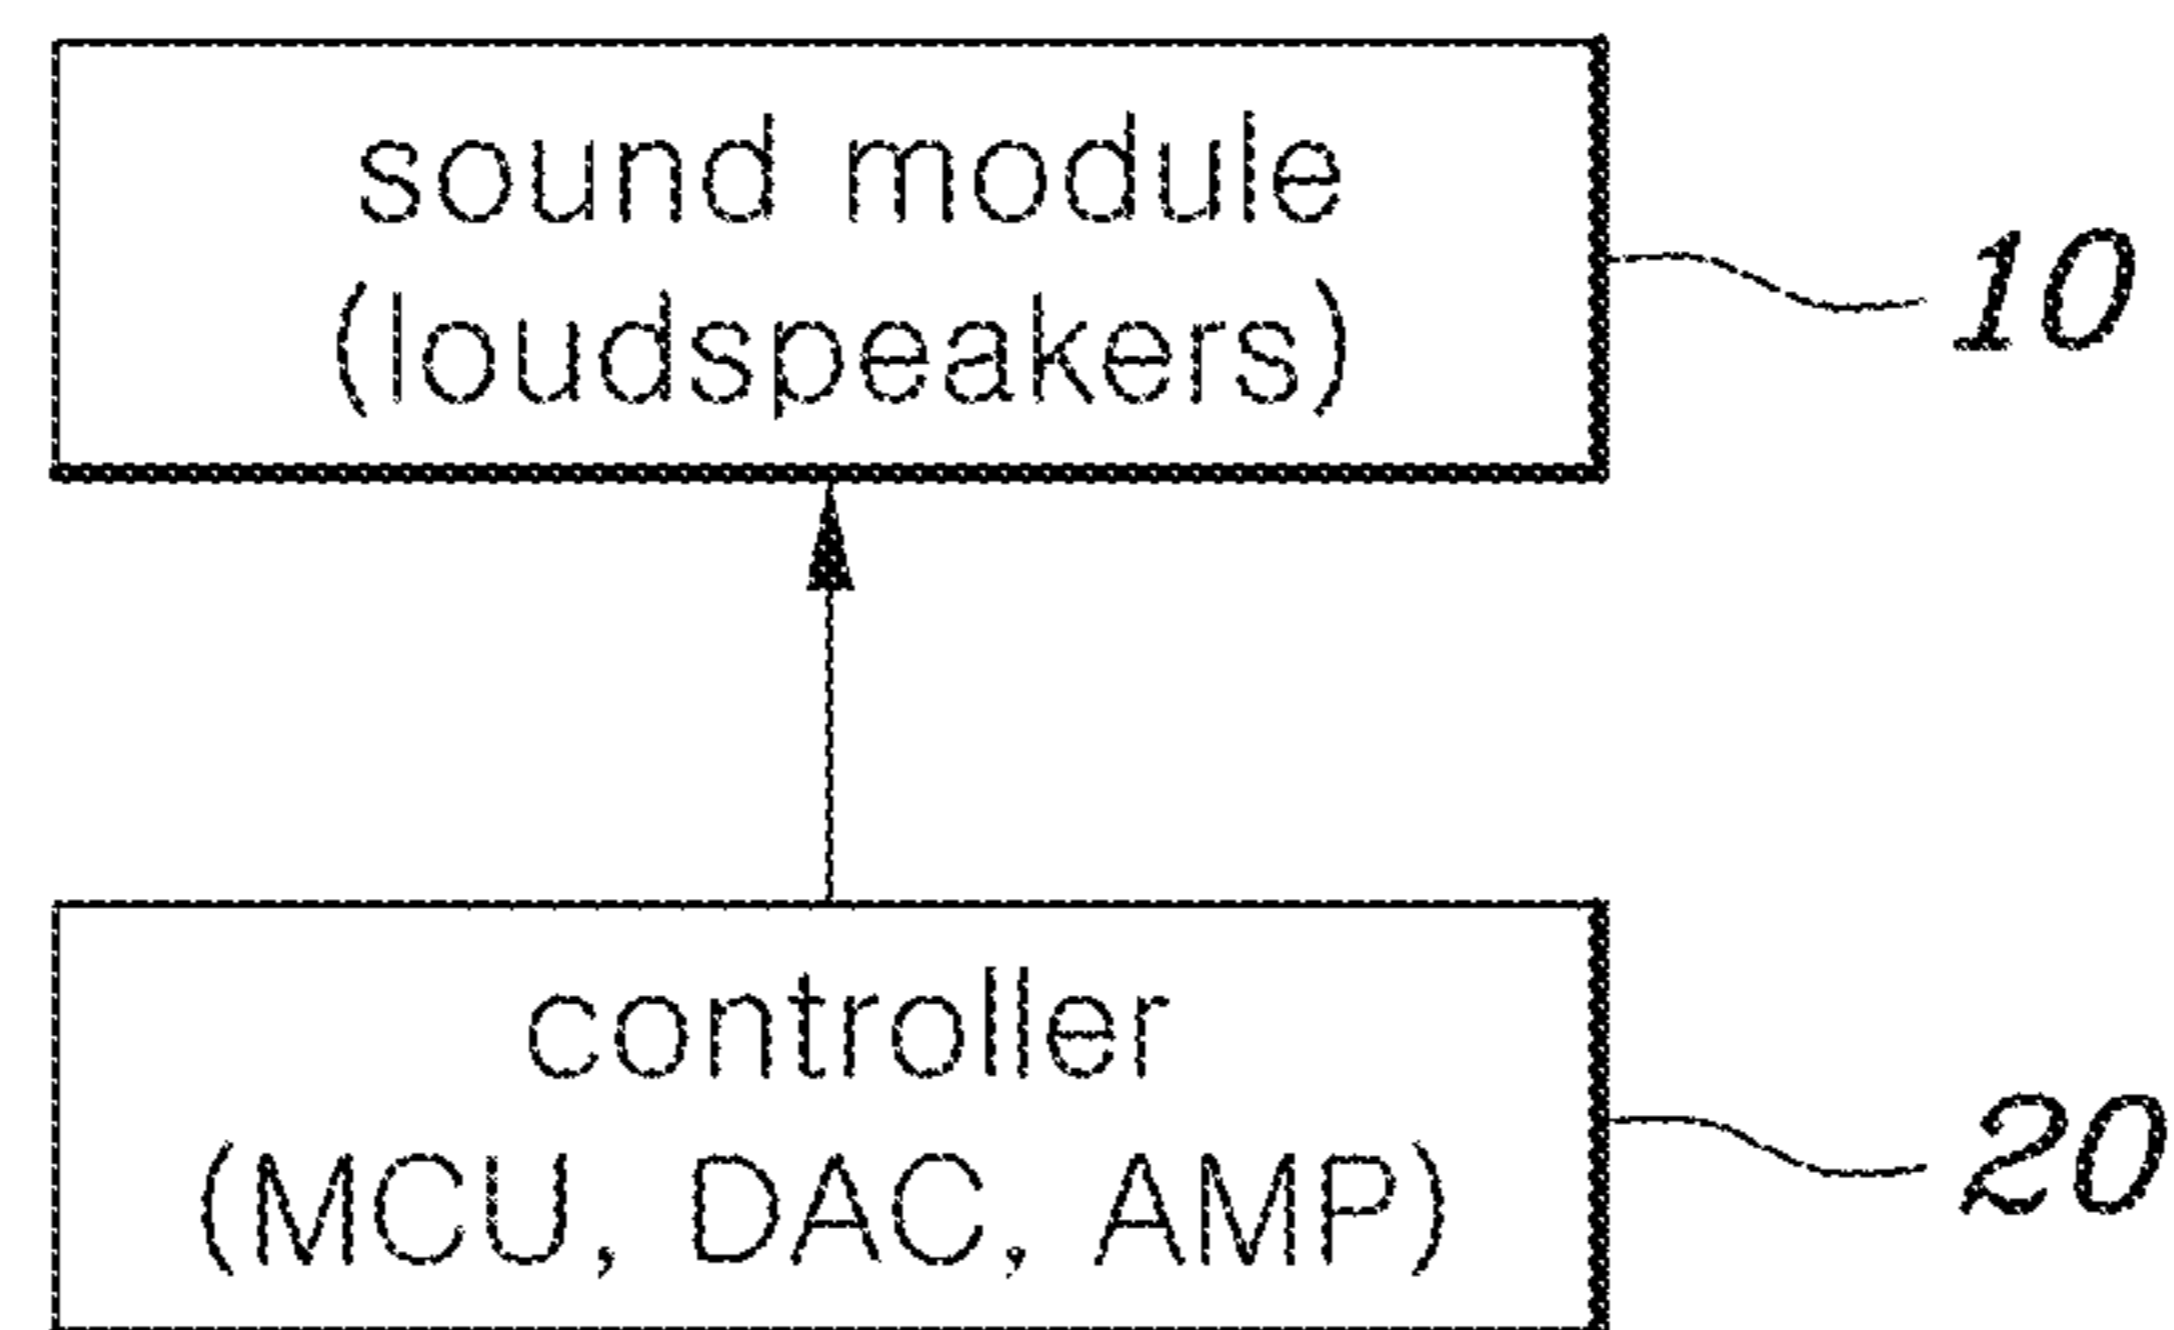 sound module
(loudspeakers)
10
controller
(MCU, DAC, AMP)
20